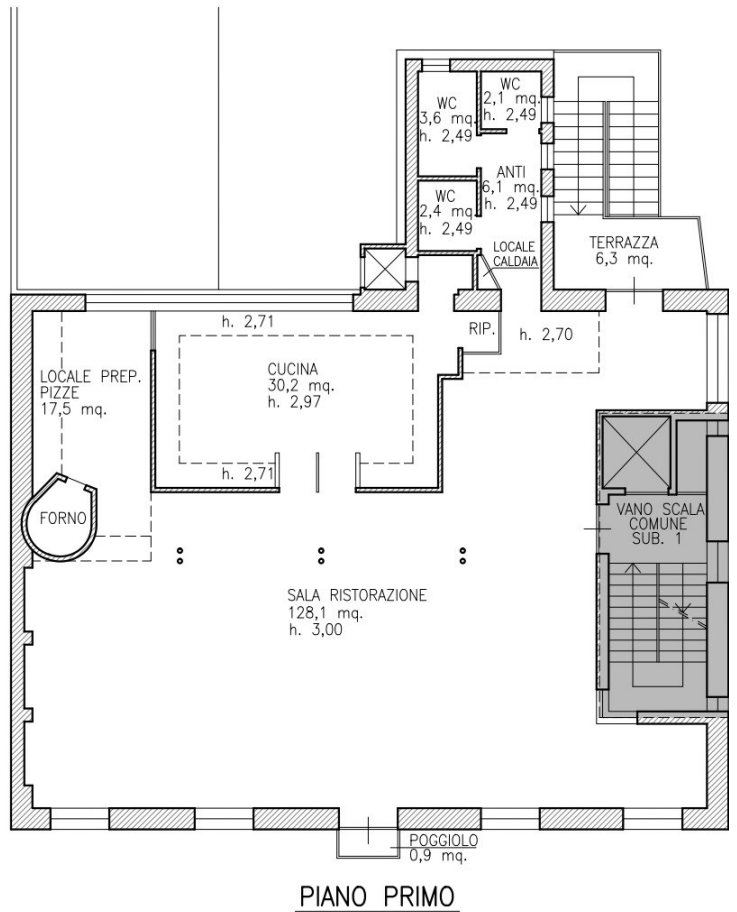 WC
3,6 mq.
h. 2,49
WC
2,1 mq.
h. 2,49
ANTI
6,1 mq.
h. 2,49
WC
2,4 mq.
h. 2,49
LOCALE
CALDAIA
TERRAZZA
6,3 mq.
h. 2,71
RIP.
h. 2,70
LOCALE PREP.
PIZZE
17,5 mq.
CUCINA
30,2 mq.
h. 2,97
h. 2,71
FORNO
VANO SCALA
COMUNE
SUB. 1
SALA RISTORAZIONE
128,1 mq.
h. 3,00
POGGIOLO
0,9 mq.
PIANO PRIMO